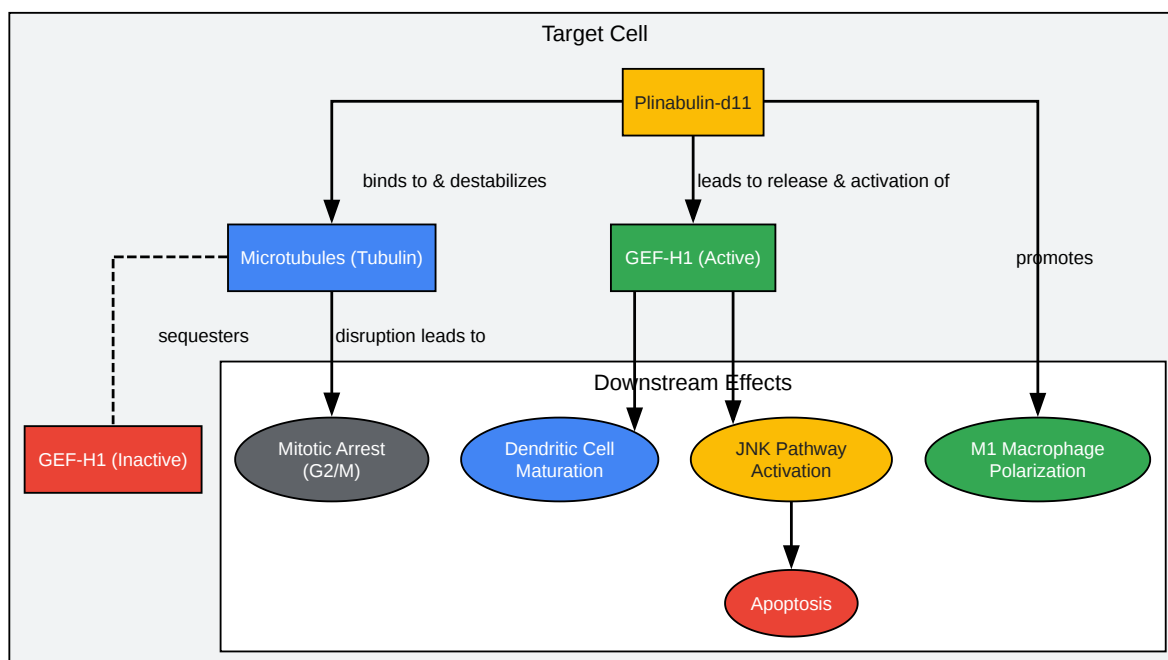 Target Cell
Plinabulin-d11
binds to & destabilizes
leads to release & activation of
Microtubules (Tubulin)
GEF-H1 (Active)
promotes
sequesters
disruption leads to
Downstream Effects
GEF-H1 (Inactive)
Mitotic Arrest
(G2/M)
Dendritic Cell
Maturation
JNK Pathway
Activation
M1 Macrophage
Polarization
Apoptosis